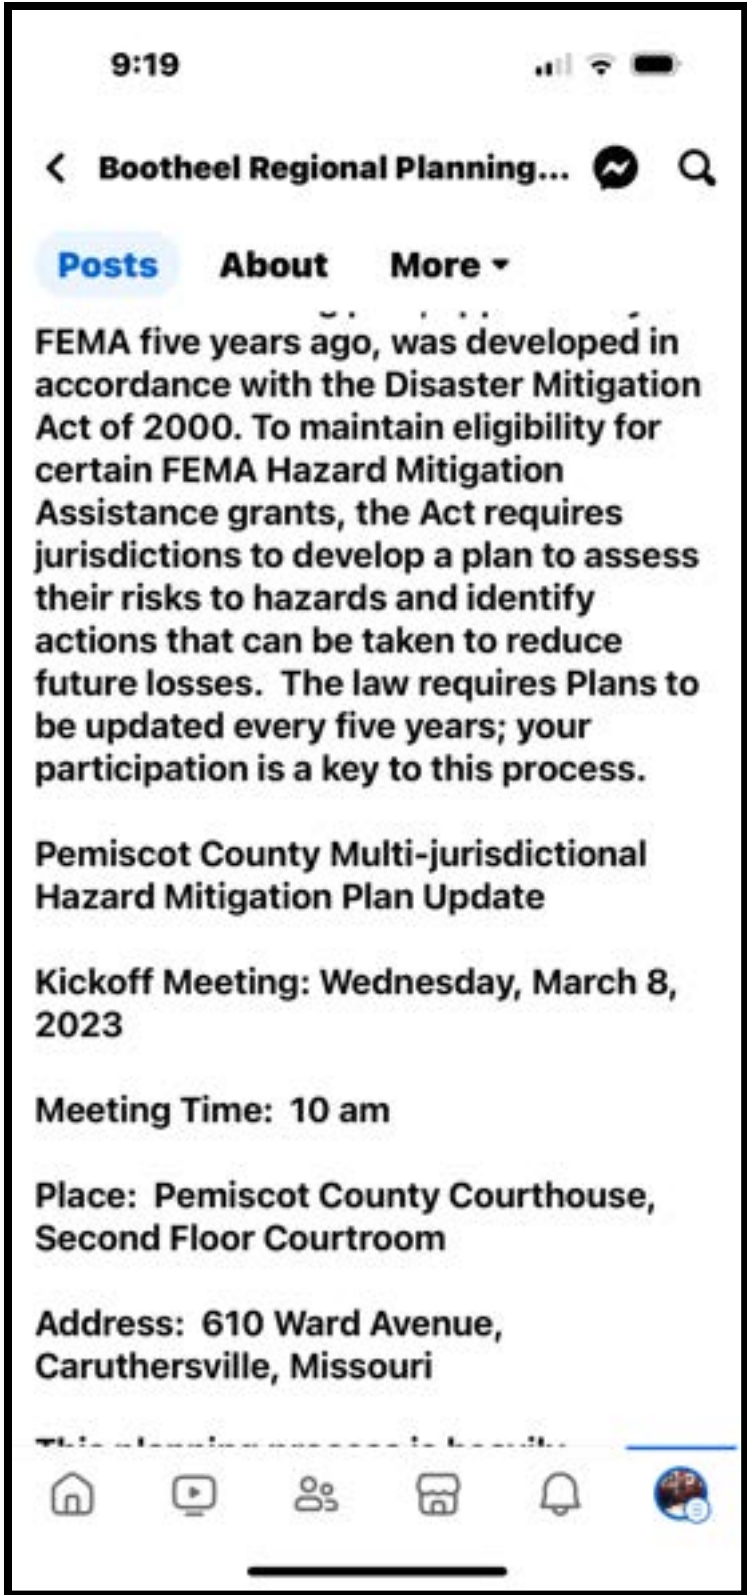 9:19
Bootheel Regional Planning...
Posts About More
FEMA five years ago, was developed in
accordance with the Disaster Mitigation
Act of 2000. To maintain eligibility for
certain FEMA Hazard Mitigation
Assistance grants, the Act requires
jurisdictions to develop a plan to assess
their risks to hazards and identify
actions that can be taken to reduce
future losses.  The law requires Plans to
be updated every five years; your
participation is a key to this process.
Pemiscot County Multi-jurisdictional
Hazard Mitigation Plan Update
Kickoff Meeting: Wednesday, March 8,
2023
Meeting Time:  10 am
Place:  Pemiscot County Courthouse,
Second Floor Courtroom
Address:  610 Ward Avenue,
Caruthersville, Missouri
This planning process is heavily